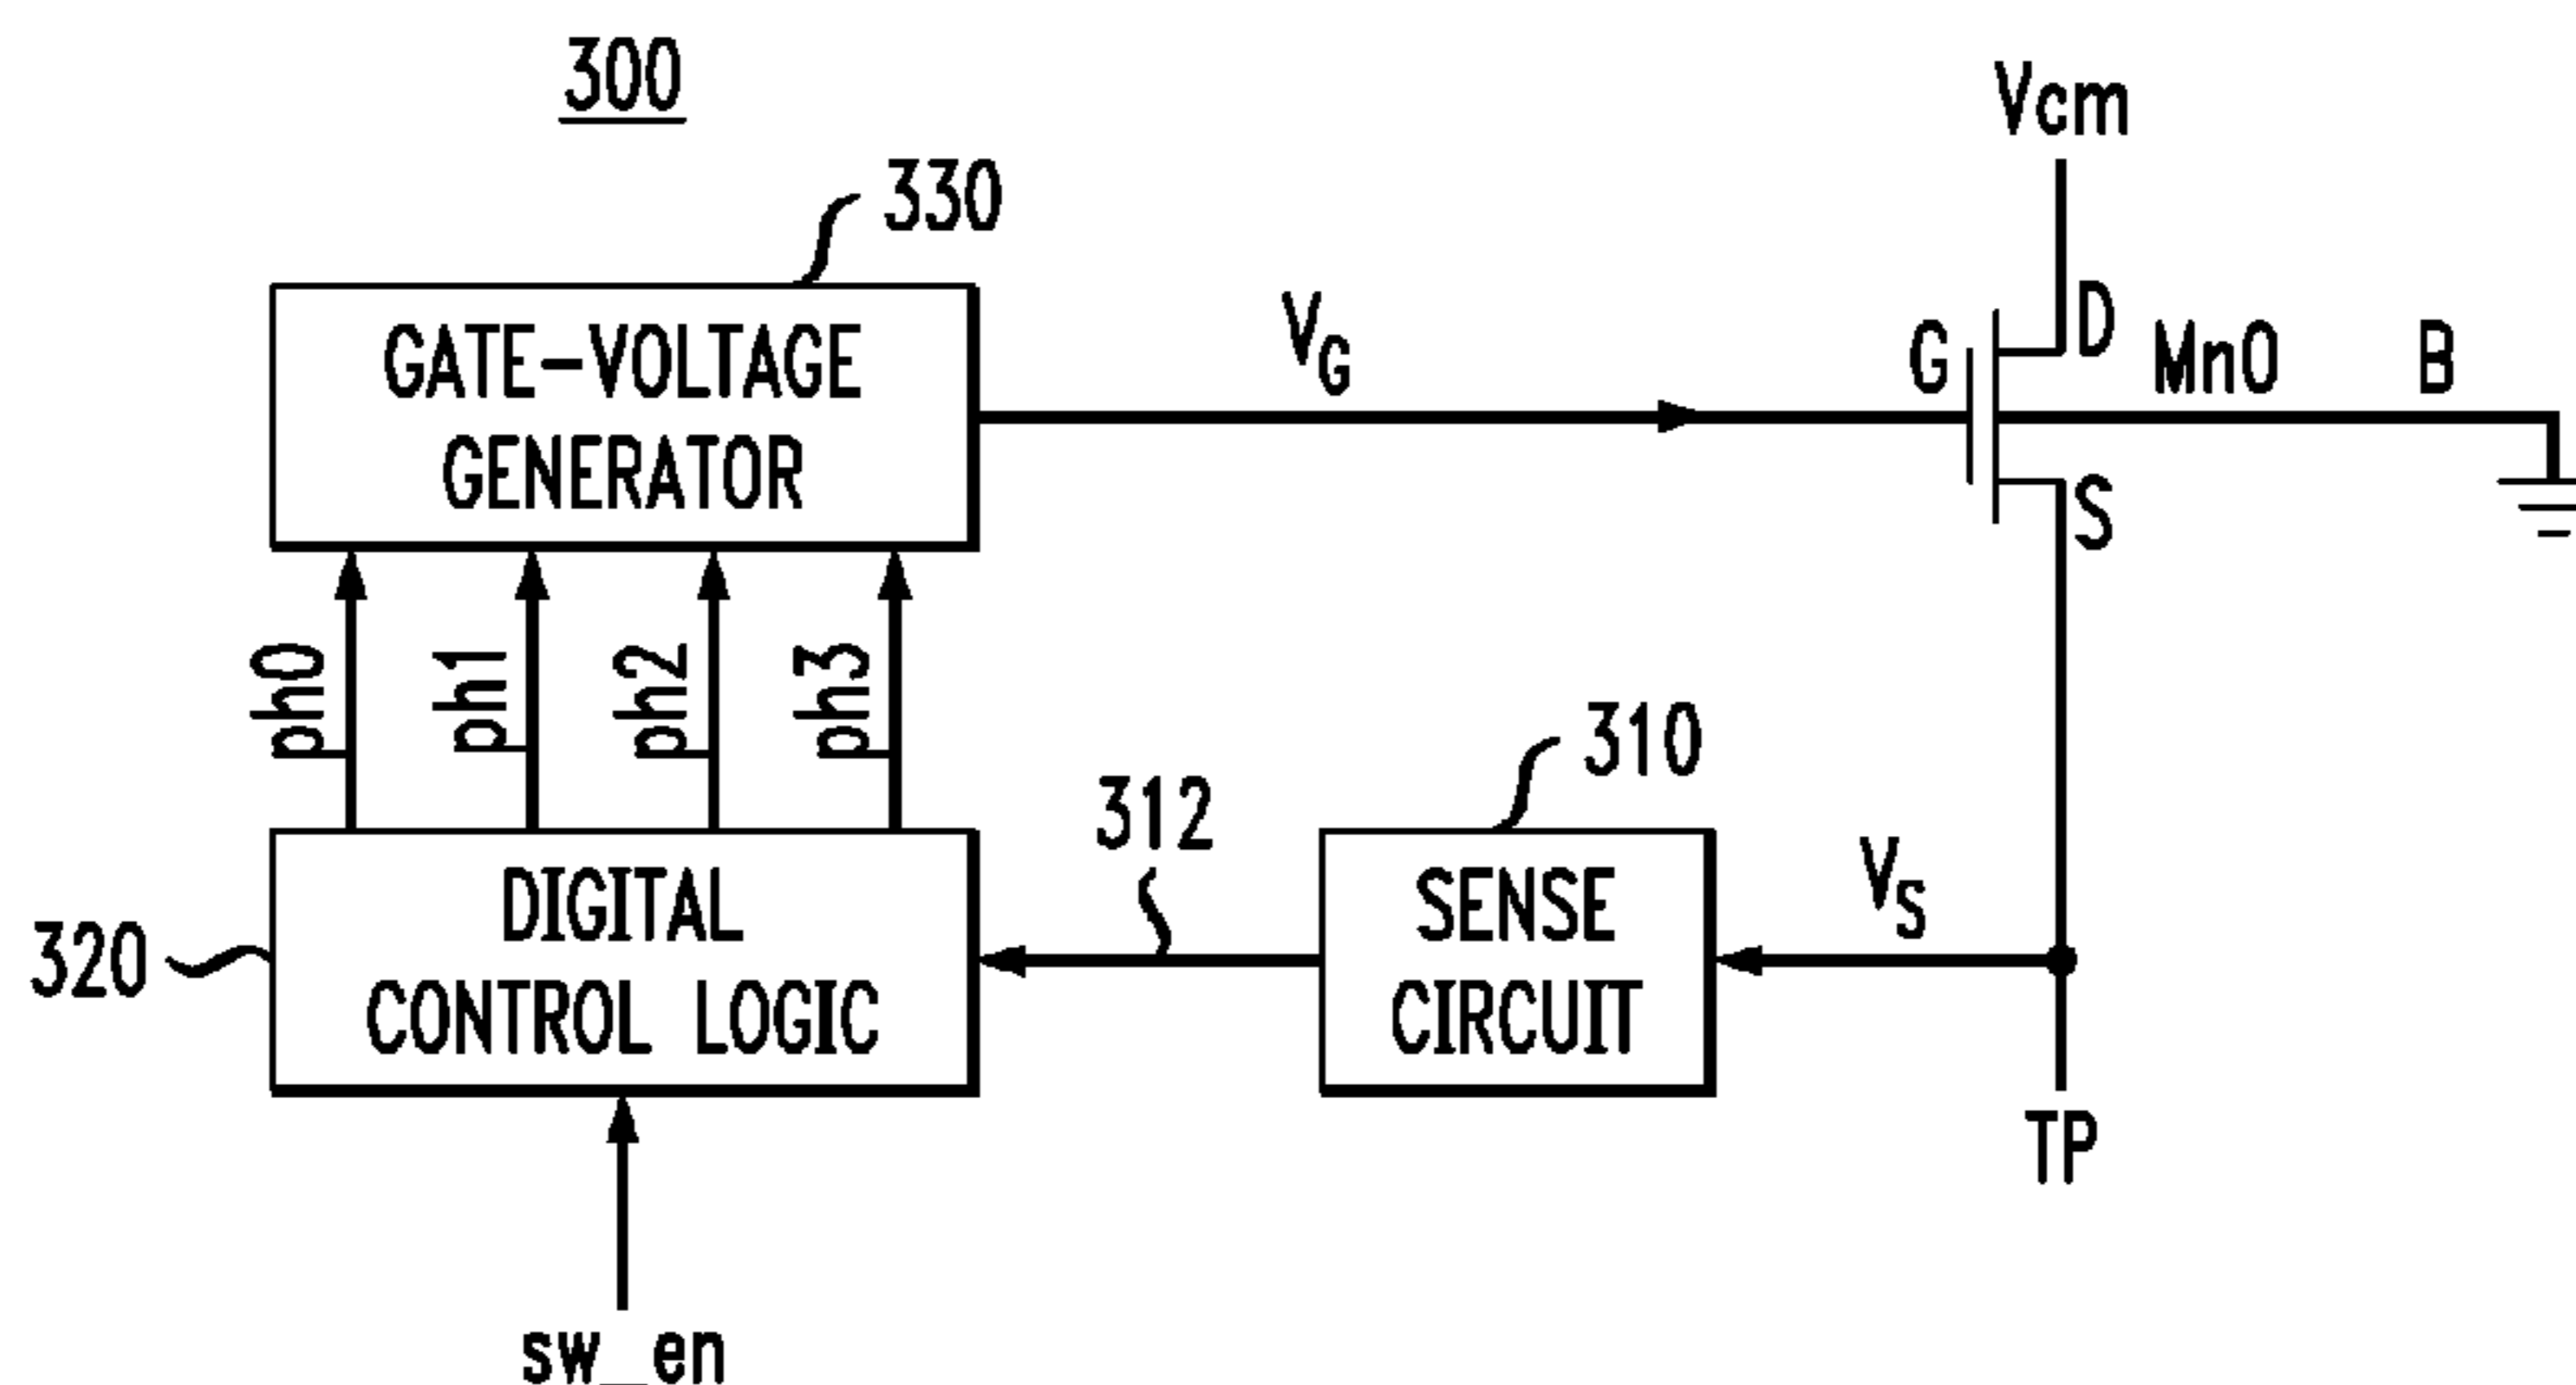 300
330
Vcm
GATE-VOLTAGE
GENERATOR
VG
G
D
Mn0
B
S
ph0
ph1
ph2
ph3
310
312
320
DIGITAL
CONTROL LOGIC
SENSE
CIRCUIT
VS
TP
sw_en